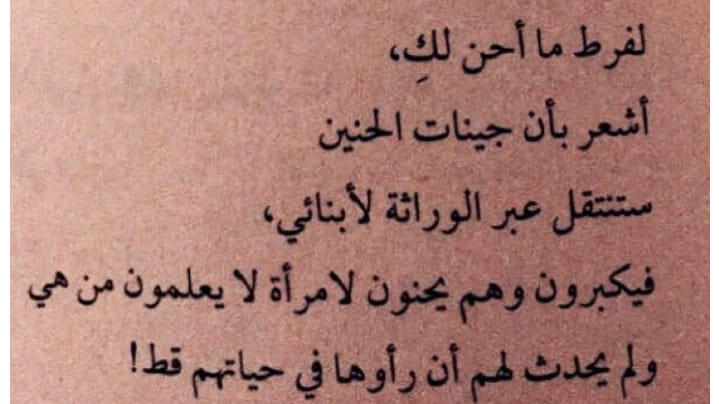 لفرط ما أحن لكِ،
أشعر بأن جينات الحنين
ستنتقل عبر الوراثة لأبنائي،
فيكبرون وهم يحنون لامرأة لا يعلمون من هي
ولم يحدث لهم أن رأوها في حياتهم قط!